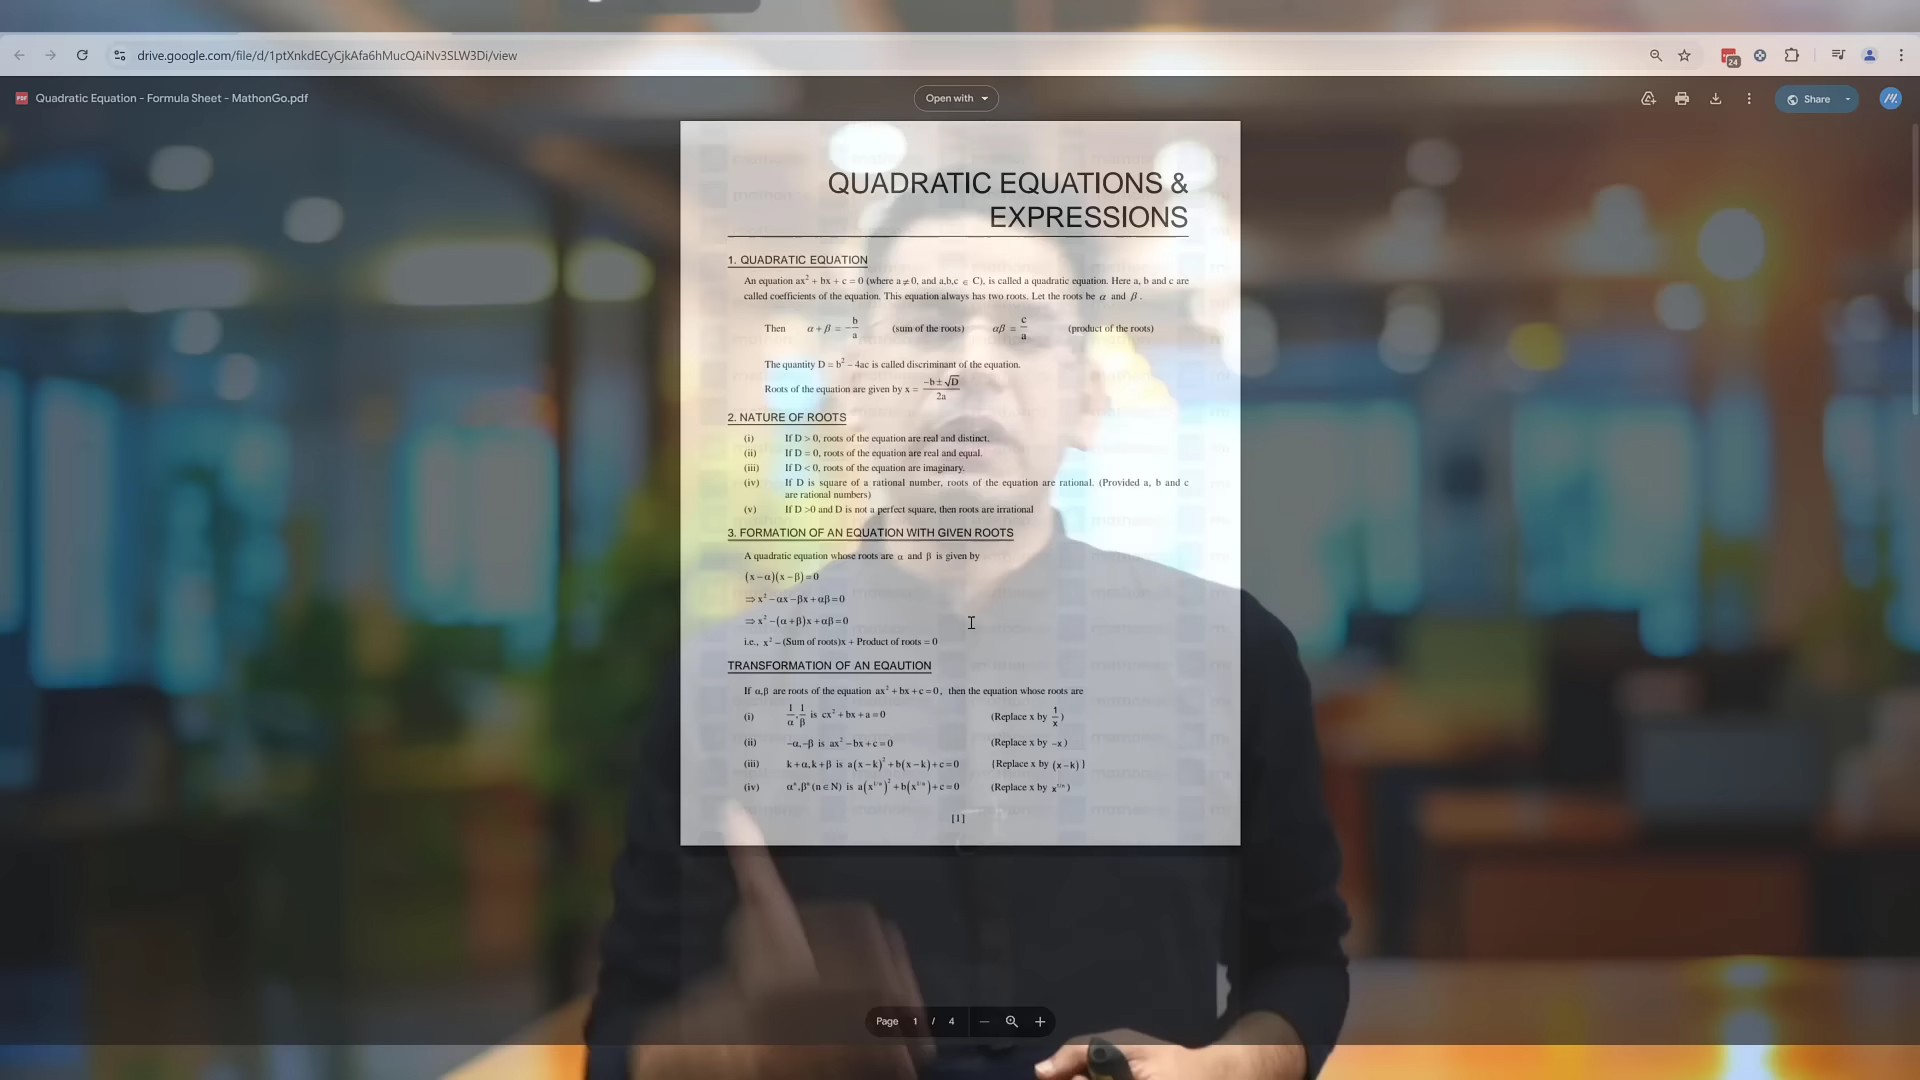 drive.google.com/file/d/1ptXnkdECyCjkAfa6hMucQAiNv3SLW3Di/view
24
PDF Quadratic Equation - Formula Sheet - MathonGo.pdf
Open with
Share
QUADRATIC EQUATIONS &
EXPRESSIONS
1. QUADRATIC EQUATION
An equation ax² + bx + c = 0 (where a ≠ 0, and a,b,c ∈ C), is called a quadratic equation. Here a, b and c are
called coefficients of the equation. This equation always has two roots. Let the roots be α and β .
Then α + β = −b/a (sum of the roots) αβ = c/a (product of the roots)
The quantity D = b² – 4ac is called discriminant of the equation.
Roots of the equation are given by x = (−b ± √D)/2a
2. NATURE OF ROOTS
(i) If D > 0, roots of the equation are real and distinct.
(ii) If D = 0, roots of the equation are real and equal.
(iii) If D < 0, roots of the equation are imaginary.
(iv) If D is square of a rational number, roots of the equation are rational. (Provided a, b and c
are rational numbers)
(v) If D >0 and D is not a perfect square, then roots are irrational
3. FORMATION OF AN EQUATION WITH GIVEN ROOTS
A quadratic equation whose roots are α and β is given by
(x − α)(x − β) = 0
⇒ x² − αx − βx + αβ = 0
⇒ x² − (α + β)x + αβ = 0
i.e., x² – (Sum of roots)x + Product of roots = 0
TRANSFORMATION OF AN EQAUTION
If α,β are roots of the equation ax² + bx + c = 0, then the equation whose roots are
(i) 1/α, 1/β is cx² + bx + a = 0 (Replace x by 1/x)
(ii) −α,−β is ax² − bx + c = 0 (Replace x by −x)
(iii) k + α, k + β is a(x − k)² + b(x − k) + c = 0 {Replace x by (x − k) }
(iv) αⁿ,βⁿ (n ∈ N) is a(x^(1/n))² + b(x^(1/n)) + c = 0 (Replace x by x^(1/n))
[1]
Page 1 / 4